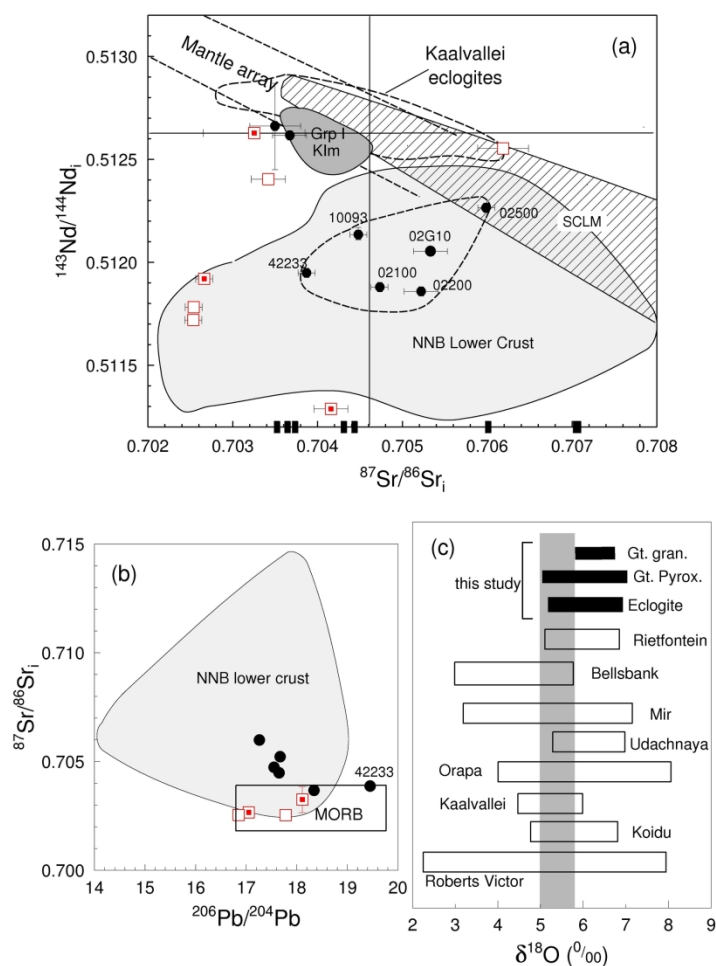 (a)
0.5130
0.5125
0.5120
0.5115
¹⁴³Nd/¹⁴⁴Nd i
Mantle array
Kaalvallei
eclogites
Grp I
Klm
10093
02500
02G10
SCLM
42233
02100
02200
NNB Lower Crust
0.702 0.703 0.704 0.705 0.706 0.707 0.708
⁸⁷Sr/⁸⁶Sr i
(b)
0.715
0.710
0.705
0.700
⁸⁷Sr/⁸⁶Sr i
NNB lower crust
42233
MORB
14 15 16 17 18 19 20
²⁰⁶Pb/²⁰⁴Pb
(c)
this study
Gt. gran.
Gt. Pyrox.
Eclogite
Rietfontein
Bellsbank
Mir
Udachnaya
Orapa
Kaalvallei
Koidu
Roberts Victor
2 3 4 5 6 7 8 9
δ¹⁸O (⁰/₀₀)